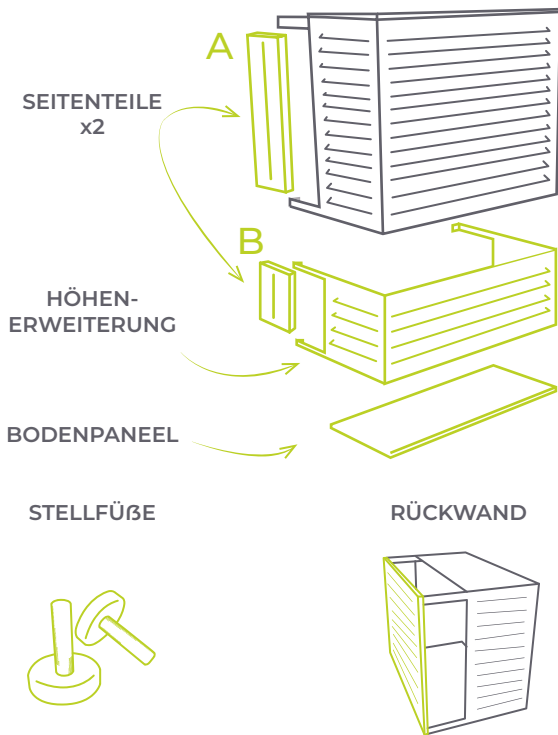 A
SEITENTEILE
x2
B
HÖHEN-
ERWEITERUNG
BODENPANEEL
STELLFÜßE
RÜCKWAND